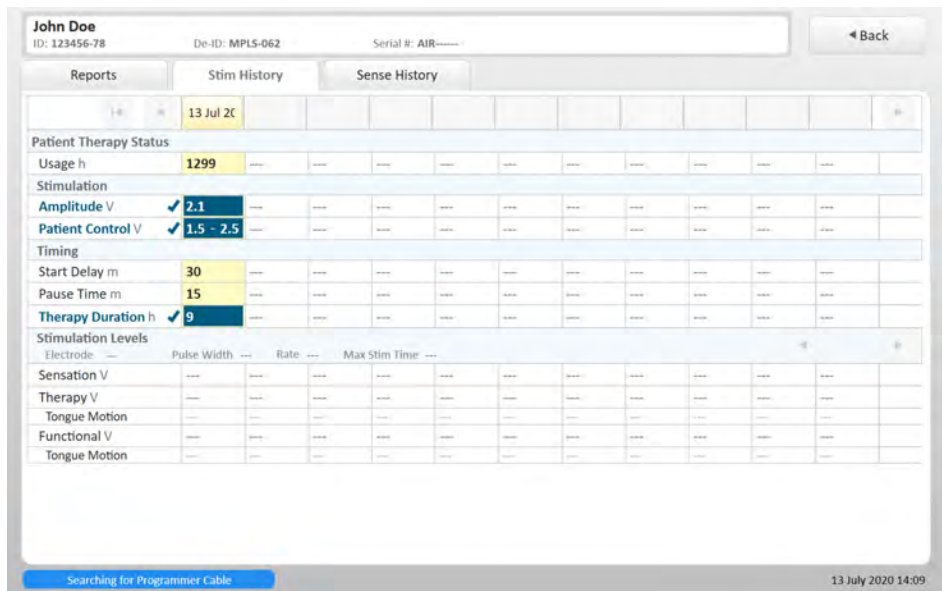 John Doe
ID: 123456-78 De-ID: MPLS-062 Serial #: AIR------
Back
Reports Stim History Sense History
13 Jul 20
Patient Therapy Status
Usage h 1299 --- --- --- --- --- --- --- --- --- ---
Stimulation
Amplitude V 2.1 --- --- --- --- --- --- --- --- --- ---
Patient Control V 1.5 - 2.5 --- --- --- --- --- --- --- --- --- ---
Timing
Start Delay m 30 --- --- --- --- --- --- --- --- --- ---
Pause Time m 15 --- --- --- --- --- --- --- --- --- ---
Therapy Duration h 9 --- --- --- --- --- --- --- --- --- ---
Stimulation Levels
Electrode --- Pulse Width --- Rate --- Max Stim Time ---
Sensation V --- --- --- --- --- --- --- --- --- --- ---
Therapy V --- --- --- --- --- --- --- --- --- --- ---
Tongue Motion --- --- --- --- --- --- --- --- --- --- ---
Functional V --- --- --- --- --- --- --- --- --- --- ---
Tongue Motion --- --- --- --- --- --- --- --- --- --- ---
Searching for Programmer Cable 13 July 2020 14:09